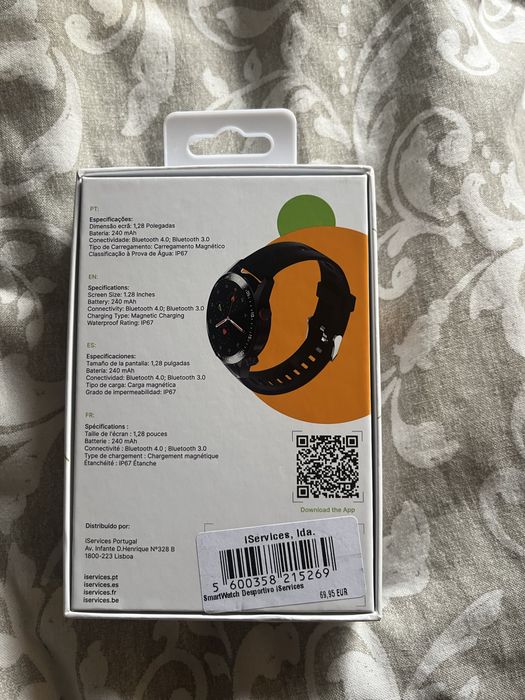 PT:
Especificações:
Dimensão ecrã: 1,28 Polegadas
Bateria: 240 mAh
Conectividade: Bluetooth 4.0; Bluetooth 3.0
Tipo de Carregamento: Carregamento Magnético
Classificação à Prova de Água: IP67
EN:
Specifications:
Screen Size: 1.28 Inches
Battery: 240 mAh
Connectivity: Bluetooth 4.0; Bluetooth 3.0
Charging Type: Magnetic Charging
Waterproof Rating: IP67
ES:
Especificaciones:
Tamaño de la pantalla: 1,28 pulgadas
Batería: 240 mAh
Conectividad: Bluetooth 4.0; Bluetooth 3.0
Tipo de carga: Carga magnética
Grado de impermeabilidad: IP67
FR:
Spécifications :
Taille de l'écran : 1,28 pouces
Batterie : 240 mAh
Connectivité : Bluetooth 4.0 ; Bluetooth 3.0
Type de chargement : Chargement magnétique
Étanchéité : IP67 Étanche
Download the App
Distribuído por:
iServices Portugal
Av. Infante D.Henrique Nº328 B
1800-223 Lisboa
iservices.pt
iservices.es
iservices.fr
iservices.be
iServices, lda.
5 600358 215269
SmartWatch Desportivo iServices
69,95 EUR